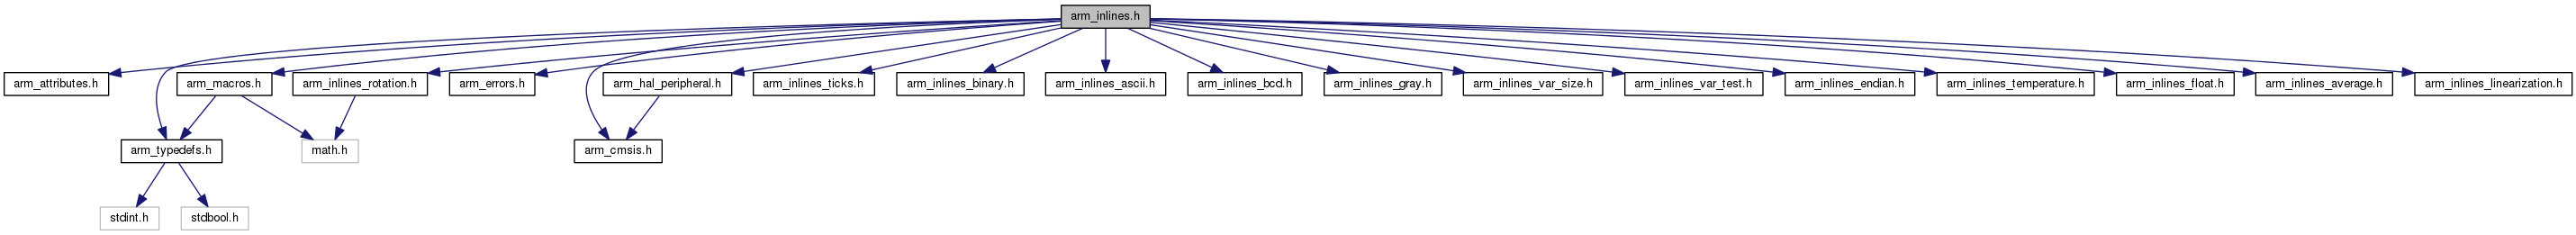 arm_inlines.h
arm_attributes.h
arm_macros.h
arm_inlines_rotation.h
arm_errors.h
arm_hal_peripheral.h
arm_inlines_ticks.h
arm_inlines_binary.h
arm_inlines_ascii.h
arm_inlines_bcd.h
arm_inlines_gray.h
arm_inlines_var_size.h
arm_inlines_var_test.h
arm_inlines_endian.h
arm_inlines_temperature.h
arm_inlines_float.h
arm_inlines_average.h
arm_inlines_linearization.h
arm_typedefs.h
math.h
arm_cmsis.h
stdint.h
stdbool.h